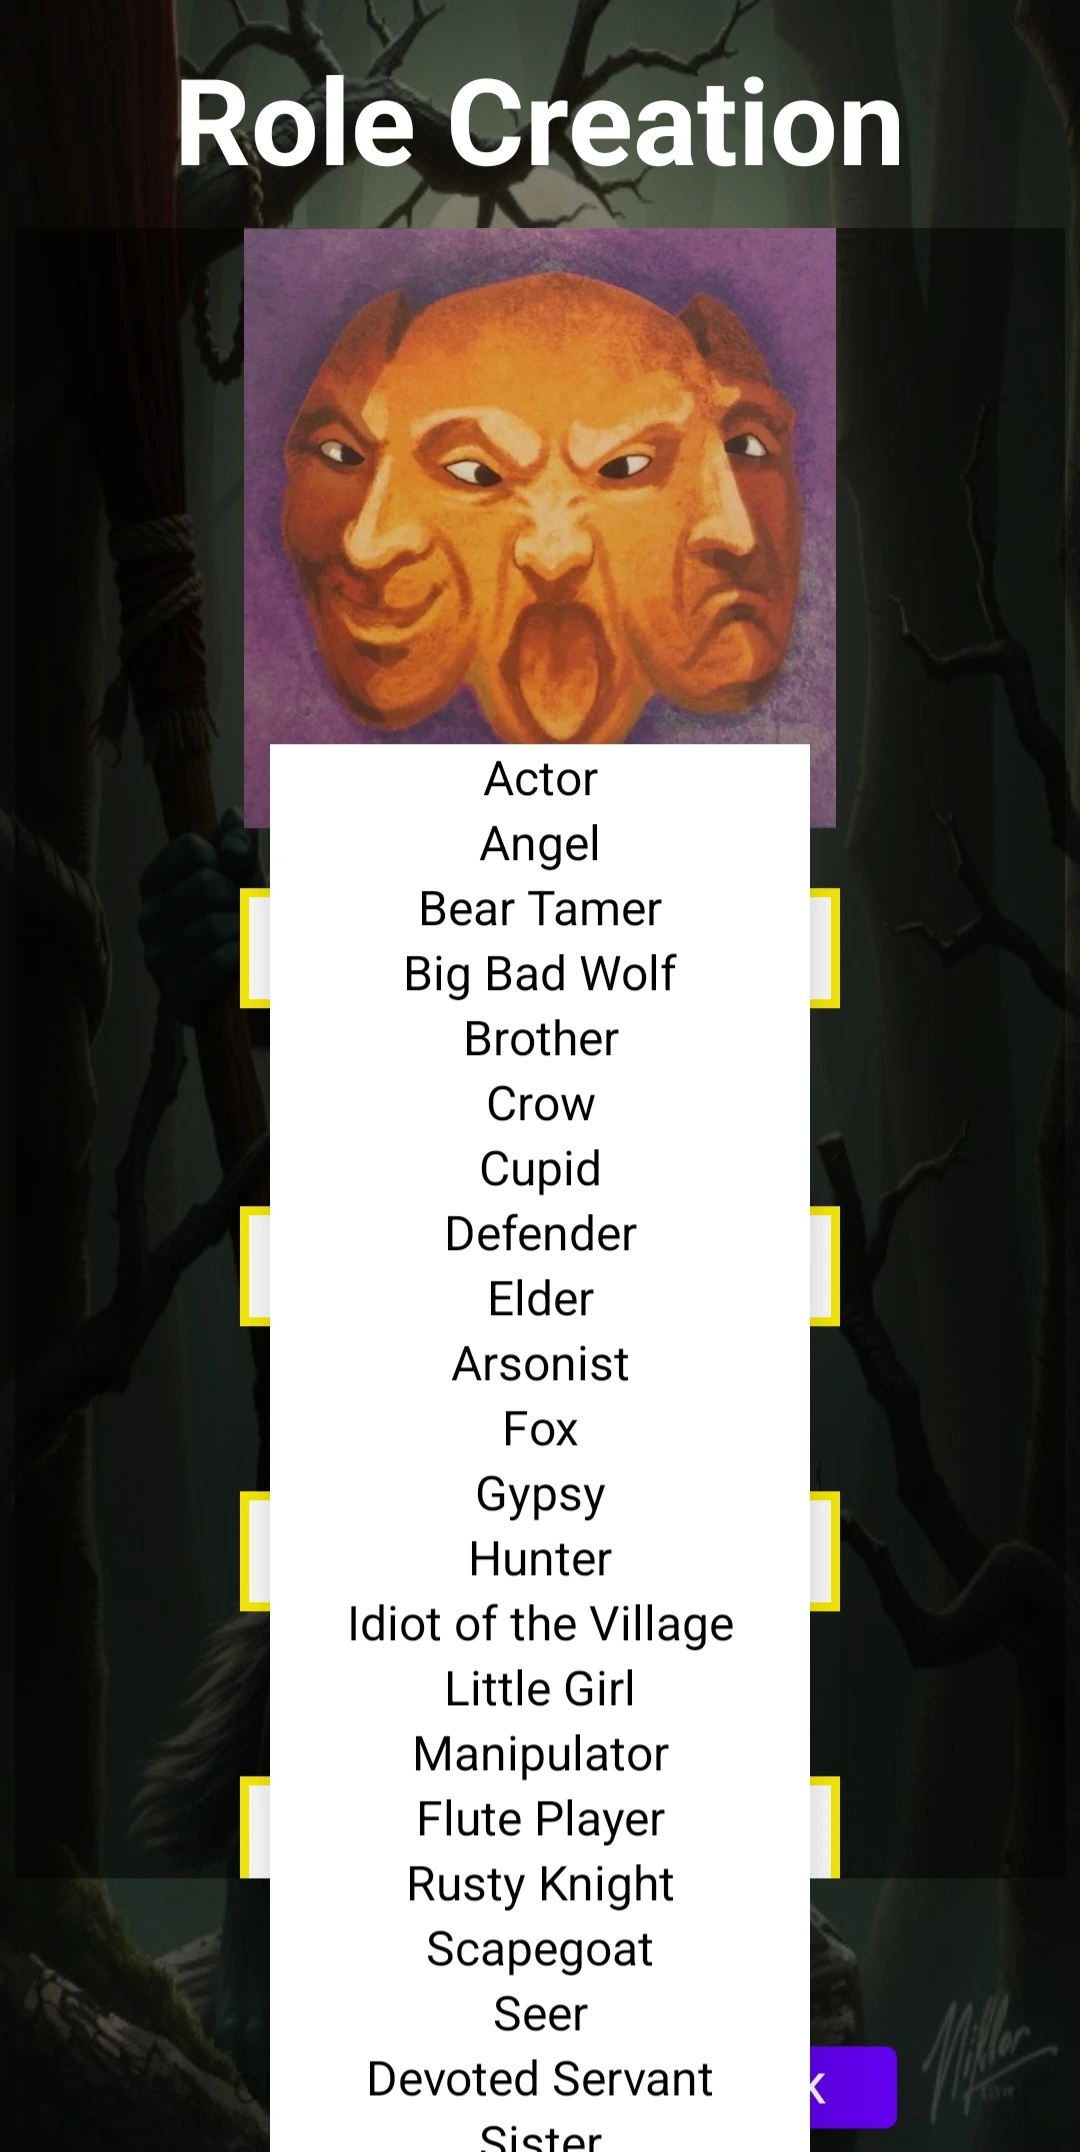 Role Creation
Actor
Angel
Bear Tamer
Big Bad Wolf
Brother
Crow
Cupid
Defender
Elder
Arsonist
Fox
Gypsy
Hunter
Idiot of the Village
Little Girl
Manipulator
Flute Player
Rusty Knight
Scapegoat
Seer
Devoted Servant
Sister